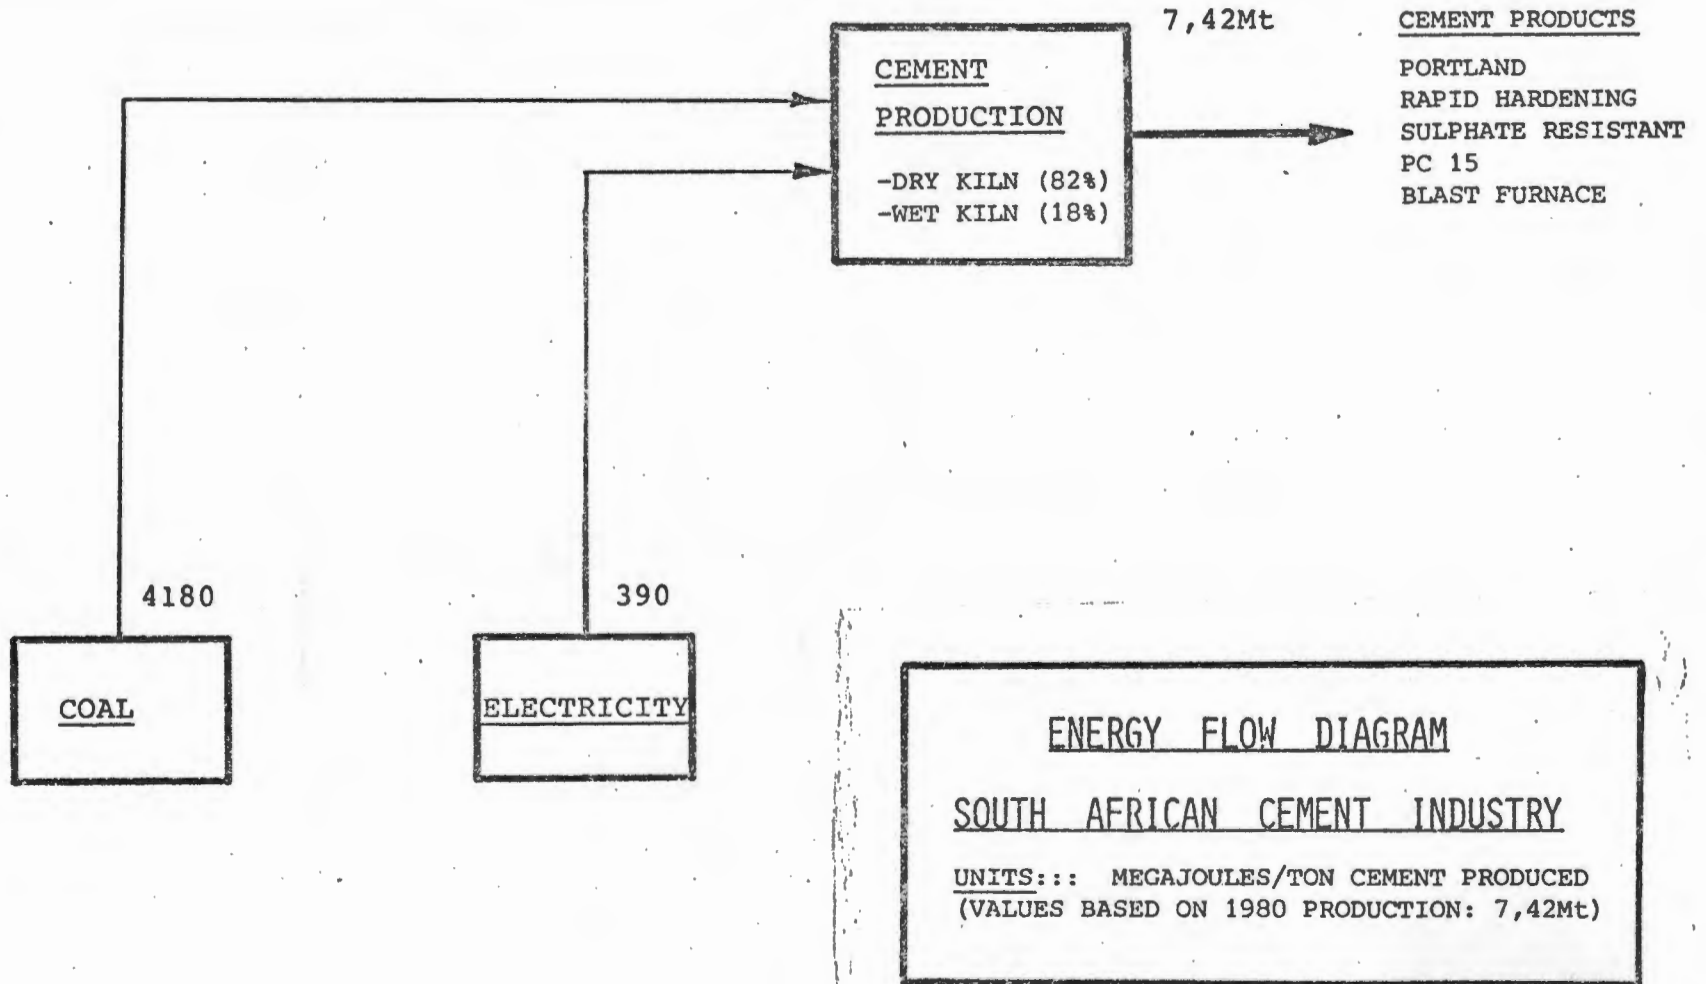 7,42Mt
CEMENT PRODUCTS
PORTLAND
RAPID HARDENING
SULPHATE RESISTANT
PC 15
BLAST FURNACE
CEMENT
PRODUCTION
-DRY KILN (82%)
-WET KILN (18%)
4180
390
COAL
ELECTRICITY
ENERGY FLOW DIAGRAM
SOUTH AFRICAN CEMENT INDUSTRY
UNITS::: MEGAJOULES/TON CEMENT PRODUCED
(VALUES BASED ON 1980 PRODUCTION: 7,42Mt)